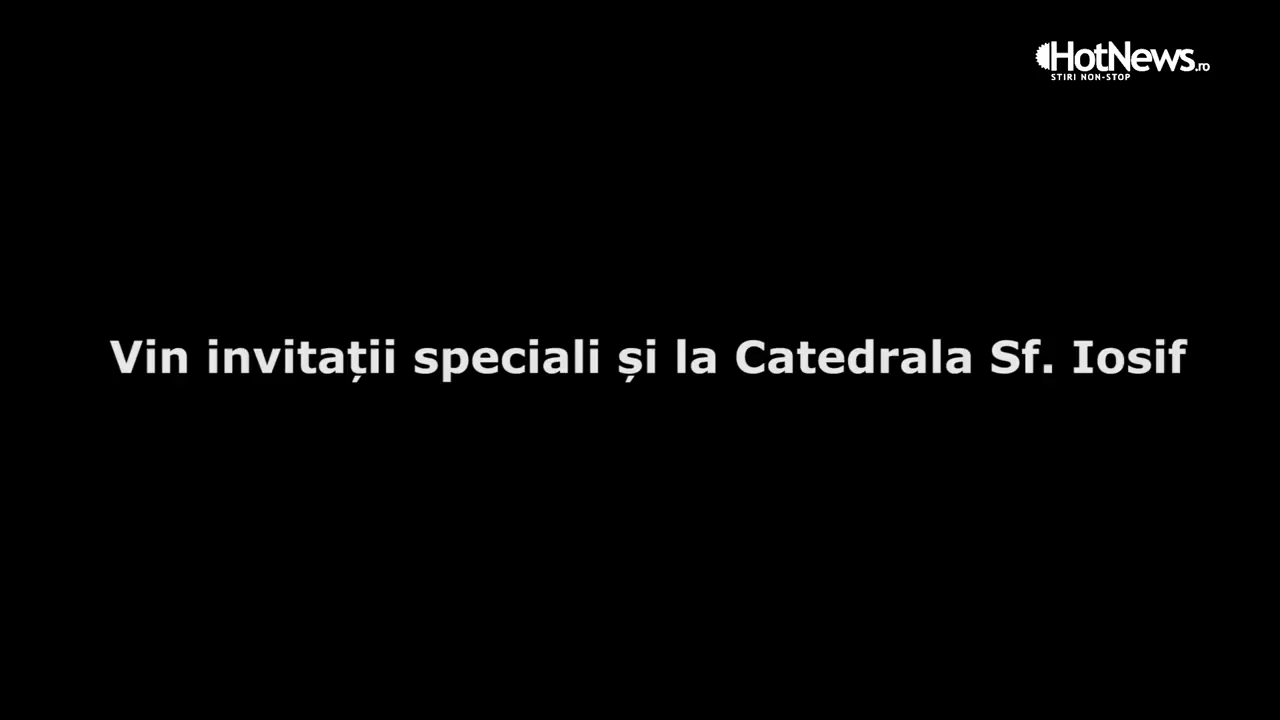 HotNews.ro
STIRI NON-STOP
Vin invitații speciali și la Catedrala Sf. Iosif